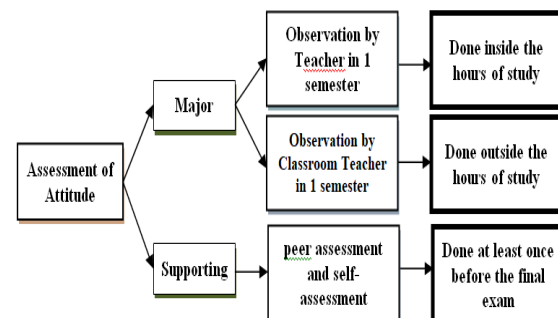 Assessment of
Attitude
Major
Observation by
Teacher in 1
semester
Done inside the
hours of study
Observation by
Classroom Teacher
in 1 semester
Done outside the
hours of study
Supporting
peer assessment
and self-
assessment
Done at least once
before the final
exam